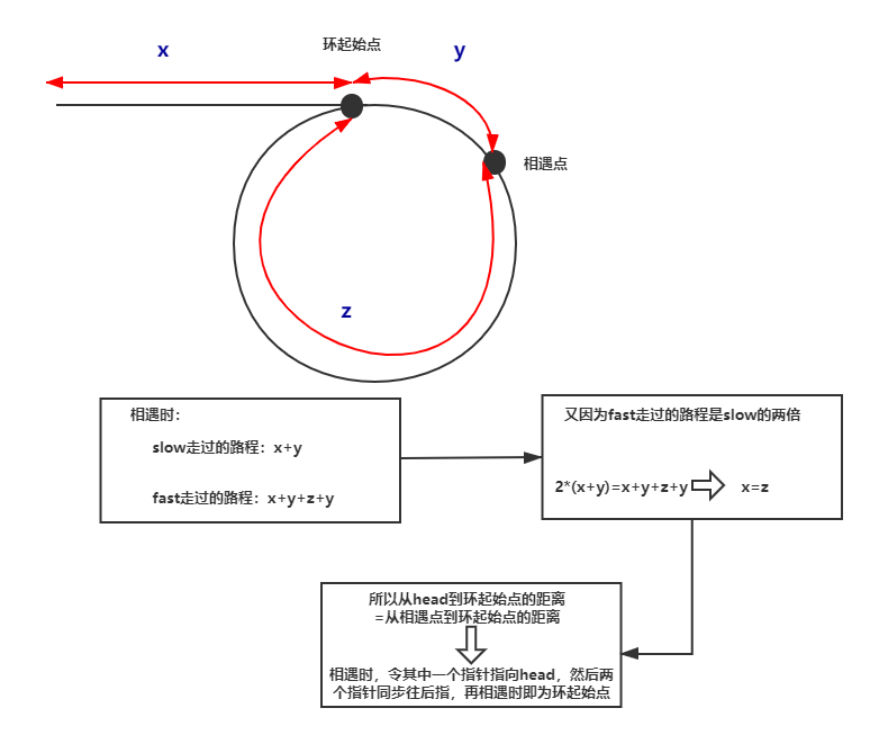 x
环起始点
y
相遇点
z
相遇时：
slow走过的路程：x+y
fast走过的路程：x+y+z+y
又因为fast走过的路程是slow的两倍
2*(x+y)=x+y+z+y
x=z
所以从head到环起始点的距离
=从相遇点到环起始点的距离
相遇时，令其中一个指针指向head，然后两
个指针同步往后指，再相遇时即为环起始点